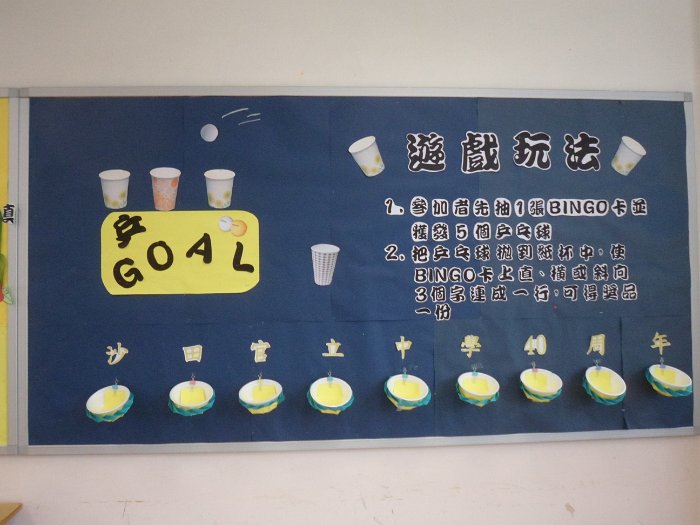 真
乒
GOAL
遊戲玩法
1. 參加者先抽1張BINGO卡並
獲發5個乒乓球
2. 把乒乓球拋到紙杯中，使
BINGO卡上直、橫或斜向
3個字連成一行，可得獎品
一份
沙田官立中學40周年